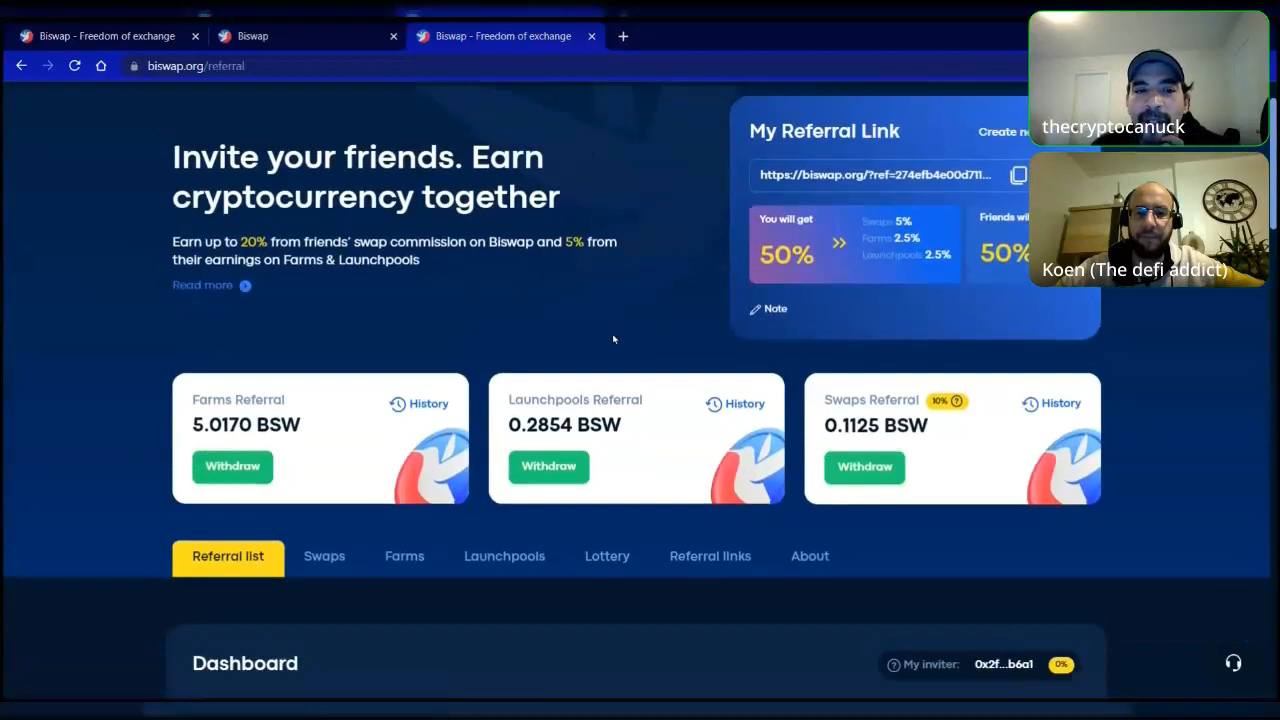 Biswap - Freedom of exchange
Biswap
Biswap - Freedom of exchange
biswap.org/referral
thecryptocanuck
Koen (The defi addict)
Invite your friends. Earn
cryptocurrency together
Earn up to 20% from friends' swap commission on Biswap and 5% from
their earnings on Farms & Launchpools
Read more
My Referral Link
Create
https://biswap.org/?ref=274efb4e00d711...
You will get
50%
Swaps 5%
Farms 2.5%
Launchpools 2.5%
Friends
50%
Note
Farms Referral
History
5.0170 BSW
Withdraw
Launchpools Referral
History
0.2854 BSW
Withdraw
Swaps Referral 10%
History
0.1125 BSW
Withdraw
Referral list Swaps Farms Launchpools Lottery Referral links About
Dashboard
My inviter: 0x2f...b6a1 0%